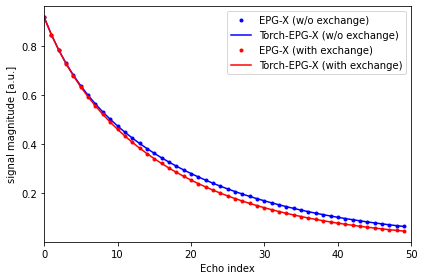 EPG-X (w/o exchange)
Torch-EPG-X (w/o exchange)
EPG-X (with exchange)
Torch-EPG-X (with exchange)
signal magnitude [a.u.]
0.8
0.6
0.4
0.2
0 10 20 30 40 50
Echo index